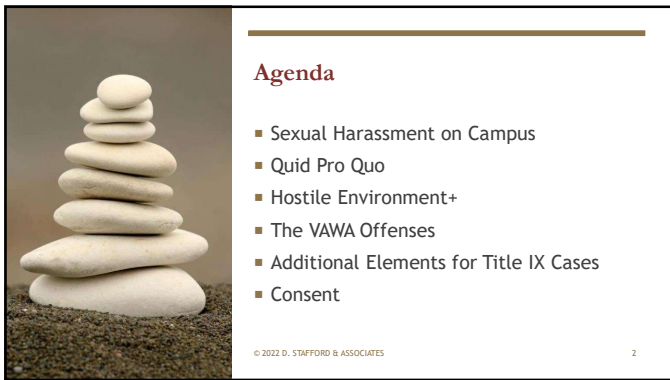 Agenda
▪ Sexual Harassment on Campus
▪ Quid Pro Quo
▪ Hostile Environment+
▪ The VAWA Offenses
▪ Additional Elements for Title IX Cases
▪ Consent
© 2022 D. STAFFORD & ASSOCIATES 2